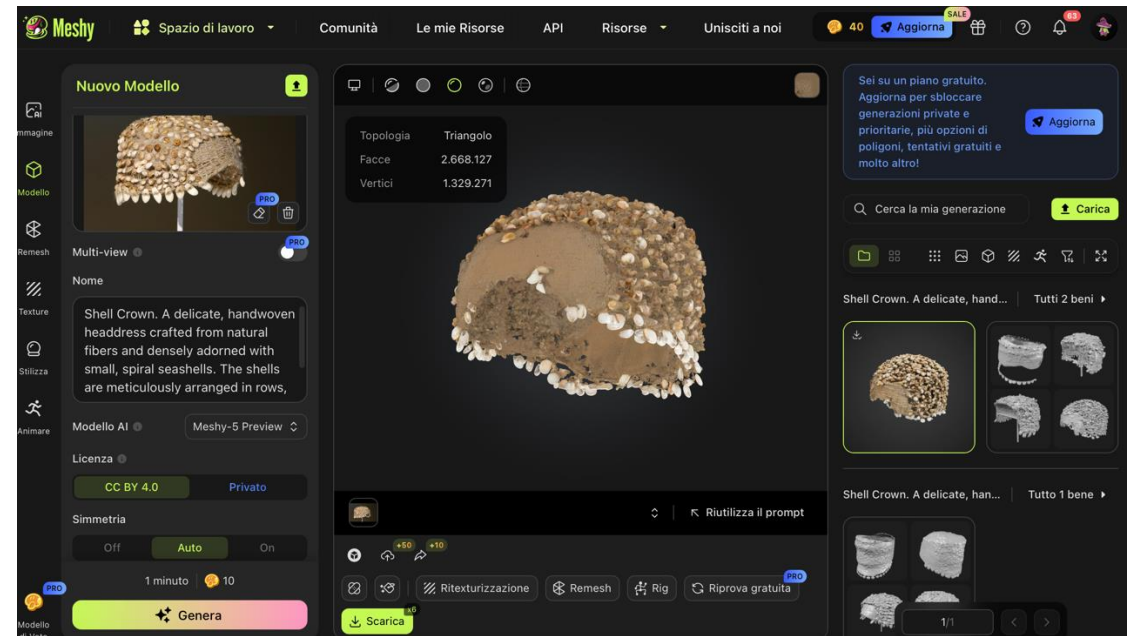 Meshy
Spazio di lavoro
Comunità
Le mie Risorse
API
Risorse
Unisciti a noi
40
Aggiorna
SALE
63
mmagine
Modello
Remesh
Texture
Stilizza
Animare
PRO
Modello
Nuovo Modello
PRO
Multi-view
PRO
Nome
Shell Crown. A delicate, handwoven
headdress crafted from natural
fibers and densely adorned with
small, spiral seashells. The shells
are meticulously arranged in rows,
Modello AI
Meshy-5 Preview
Licenza
CC BY 4.0
Privato
Simmetria
Off
Auto
On
1 minuto
10
Genera
Topologia Triangolo
Facce 2.668.127
Vertici 1.329.271
Riutilizza il prompt
+50
+10
Ritexturizzazione
Remesh
Rig
Riprova gratuita
PRO
Scarica
x6
Sei su un piano gratuito.
Aggiorna per sbloccare
generazioni private e
prioritarie, più opzioni di
poligoni, tentativi gratuiti e
molto altro!
Aggiorna
Cerca la mia generazione
Carica
Shell Crown. A delicate, hand...
Tutti 2 beni
Shell Crown. A delicate, han...
Tutto 1 bene
1/1